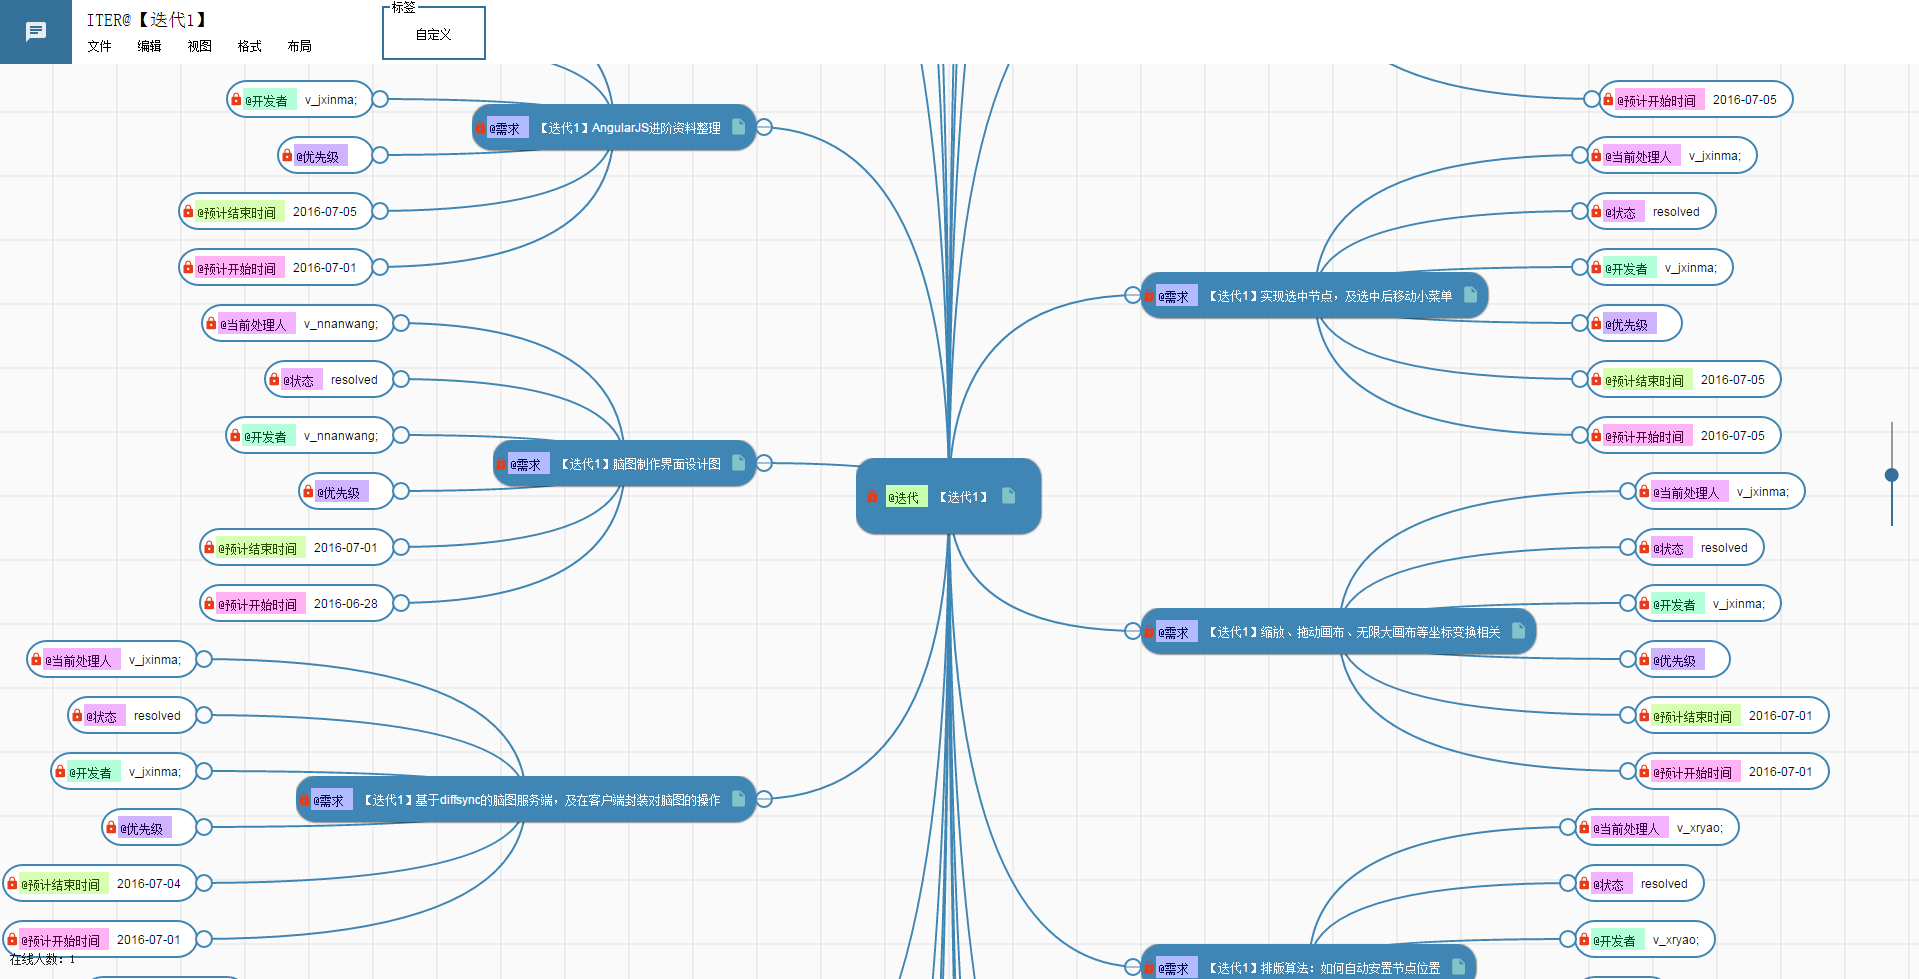 ITER@【迭代1】
文件 编辑 视图 格式 布局
标签
自定义
@开发者 v_jxinma;
@优先级
@预计结束时间 2016-07-05
@预计开始时间 2016-07-01
@需求 【迭代1】AngularJS进阶资料整理
@当前处理人 v_nnanwang;
@状态 resolved
@开发者 v_nnanwang;
@优先级
@预计结束时间 2016-07-01
@预计开始时间 2016-06-28
@需求 【迭代1】脑图制作界面设计图
@当前处理人 v_jxinma;
@状态 resolved
@开发者 v_jxinma;
@优先级
@预计结束时间 2016-07-04
@预计开始时间 2016-07-01
@需求 【迭代1】基于diffsync的脑图服务端，及在客户端封装对脑图的操作
@迭代 【迭代1】
@预计开始时间 2016-07-05
@需求 【迭代1】实现选中节点，及选中后移动小菜单
@当前处理人 v_jxinma;
@状态 resolved
@开发者 v_jxinma;
@优先级
@预计结束时间 2016-07-05
@预计开始时间 2016-07-05
@需求 【迭代1】缩放、拖动画布、无限大画布等坐标变换相关
@当前处理人 v_jxinma;
@状态 resolved
@开发者 v_jxinma;
@优先级
@预计结束时间 2016-07-01
@预计开始时间 2016-07-01
@需求 【迭代1】排版算法：如何自动安置节点位置
@当前处理人 v_xryao;
@状态 resolved
@开发者 v_xryao;
在线人数：1